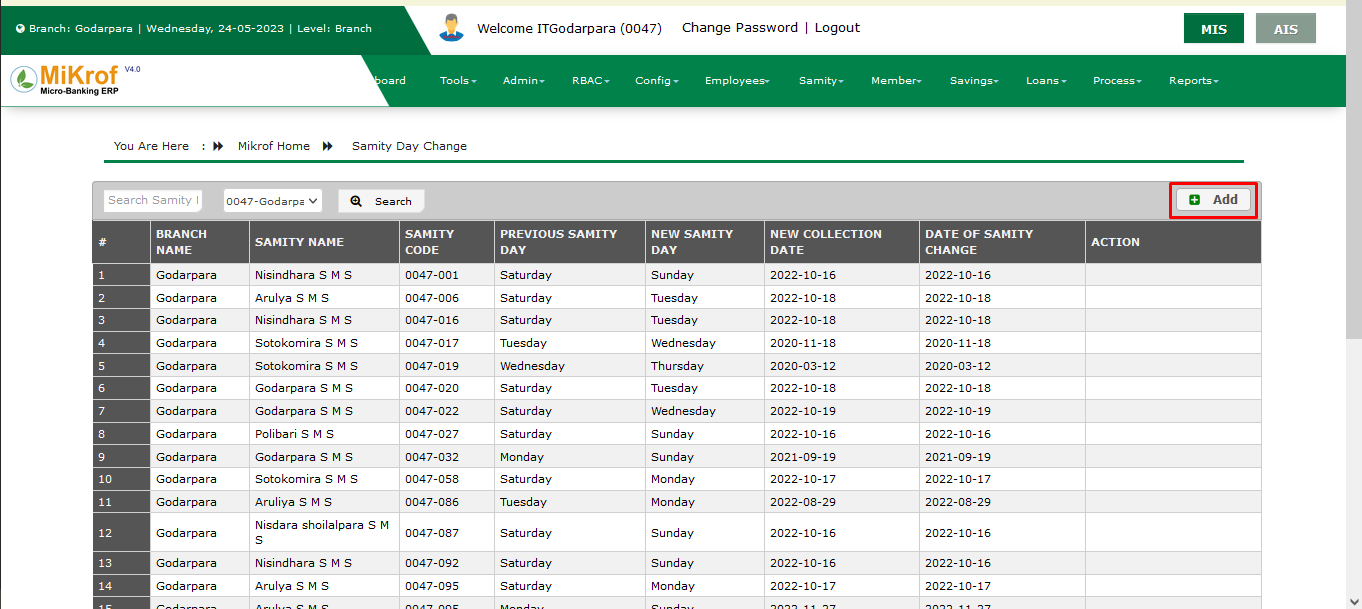 Branch: Godarpara | Wednesday, 24-05-2023 | Level: Branch
Welcome ITGodarpara (0047)
Change Password | Logout
MIS
AIS
MiKrof V4.0
Micro-Banking ERP
board
Tools
Admin
RBAC
Config
Employees
Samity
Member
Savings
Loans
Process
Reports
You Are Here : Mikrof Home Samity Day Change
Search Samity
0047-Godarpa
Search
Add
# BRANCH NAME SAMITY NAME SAMITY CODE PREVIOUS SAMITY DAY NEW SAMITY DAY NEW COLLECTION DATE DATE OF SAMITY CHANGE ACTION
1 Godarpara Nisindhara S M S 0047-001 Saturday Sunday 2022-10-16 2022-10-16
2 Godarpara Arulya S M S 0047-006 Saturday Tuesday 2022-10-18 2022-10-18
3 Godarpara Nisindhara S M S 0047-016 Saturday Tuesday 2022-10-18 2022-10-18
4 Godarpara Sotokomira S M S 0047-017 Tuesday Wednesday 2020-11-18 2020-11-18
5 Godarpara Sotokomira S M S 0047-019 Wednesday Thursday 2020-03-12 2020-03-12
6 Godarpara Godarpara S M S 0047-020 Saturday Tuesday 2022-10-18 2022-10-18
7 Godarpara Godarpara S M S 0047-022 Saturday Wednesday 2022-10-19 2022-10-19
8 Godarpara Polibari S M S 0047-027 Saturday Sunday 2022-10-16 2022-10-16
9 Godarpara Godarpara S M S 0047-032 Monday Sunday 2021-09-19 2021-09-19
10 Godarpara Sotokomira S M S 0047-058 Saturday Monday 2022-10-17 2022-10-17
11 Godarpara Aruliya S M S 0047-086 Tuesday Monday 2022-08-29 2022-08-29
12 Godarpara Nisdara shoilalpara S M S 0047-087 Saturday Sunday 2022-10-16 2022-10-16
13 Godarpara Nisindhara S M S 0047-092 Saturday Sunday 2022-10-16 2022-10-16
14 Godarpara Arulya S M S 0047-095 Saturday Monday 2022-10-17 2022-10-17
15 Godarpara Arulya S M S 0047-095 Monday Sunday 2022-11-27 2022-11-27